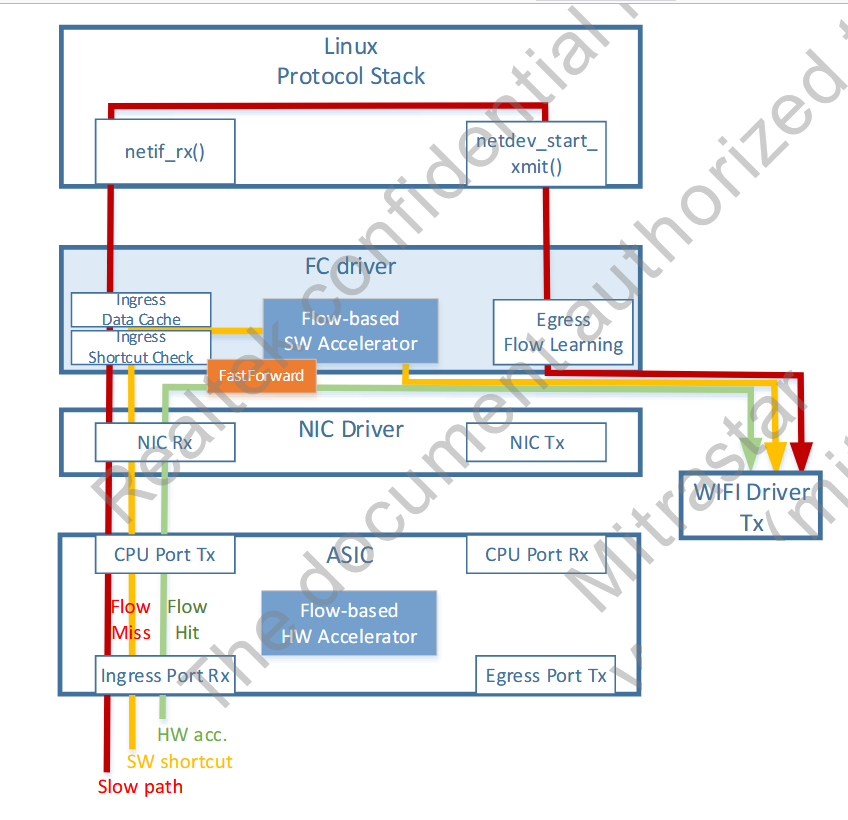 Linux
Protocol Stack
netif_rx()
netdev_start_
xmit()
FC driver
Ingress
Data Cache
Ingress
Shortcut Check
Flow-based
SW Accelerator
Egress
Flow Learning
FastForward
NIC Driver
NIC Rx
NIC Tx
WIFI Driver
Tx
ASIC
CPU Port Tx
CPU Port Rx
Flow
Miss
Flow
Hit
Flow-based
HW Accelerator
Ingress Port Rx
Egress Port Tx
HW acc.
SW shortcut
Slow path
Realtek confidential
The document authorized
Mitrastar
(mit